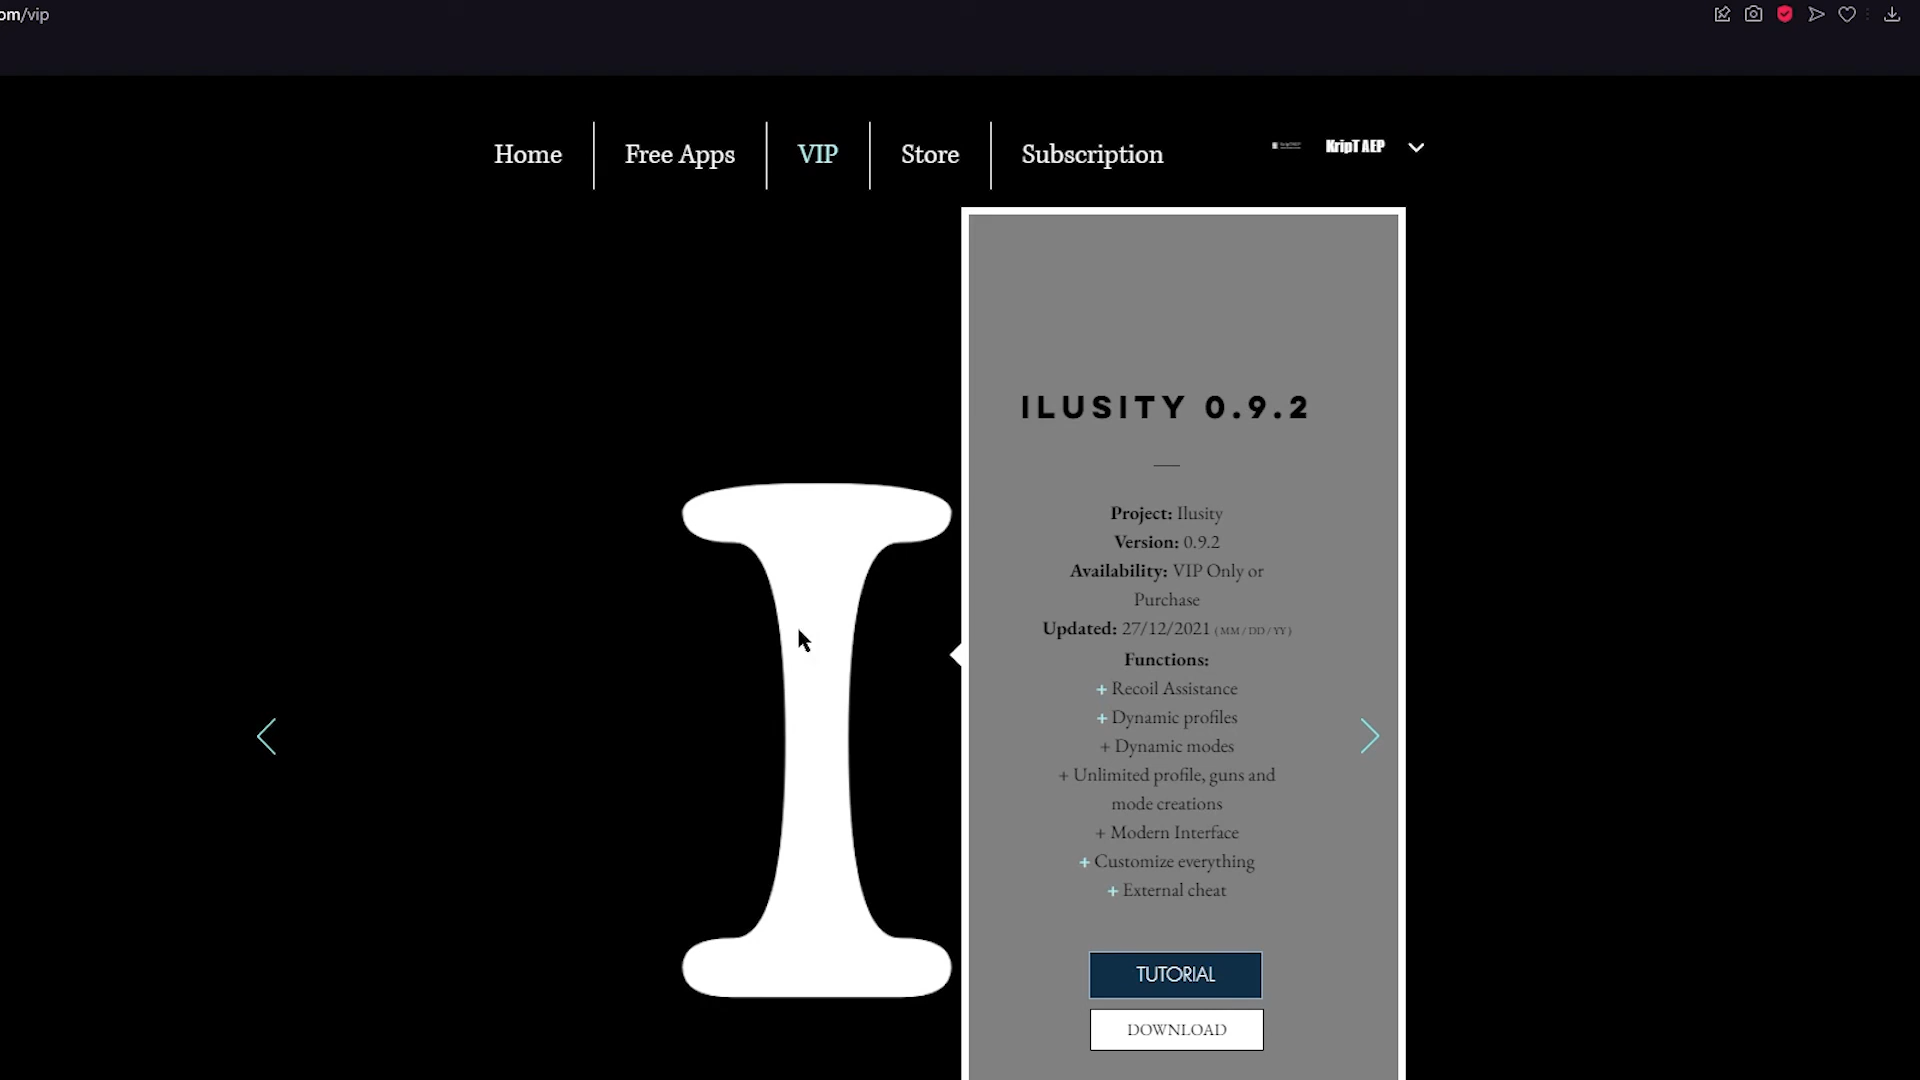 om/vip
Home
Free Apps
VIP
Store
Subscription
KripT AEP
ILUSITY 0.9.2
Project: Ilusity
Version: 0.9.2
Availability: VIP Only or
Purchase
Updated: 27/12/2021 (MM/DD/YY)
Functions:
+ Recoil Assistance
+ Dynamic profiles
+ Dynamic modes
+ Unlimited profile, guns and
mode creations
+ Modern Interface
+ Customize everything
+ External cheat
I
TUTORIAL
DOWNLOAD